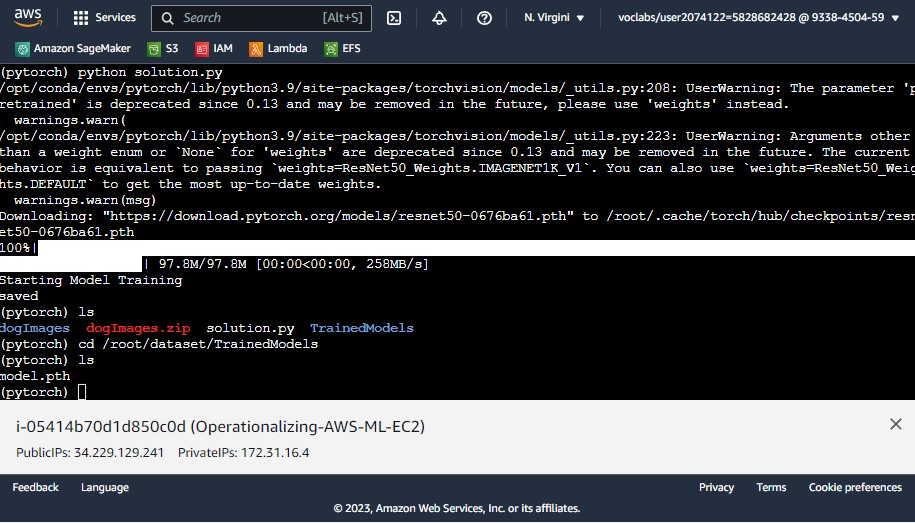 aws Services Search [Alt+S] N. Virgini voclabs/user2074122=5828682428 @ 9338-4504-59
Amazon SageMaker S3 IAM Lambda EFS
(pytorch) python solution.py
/opt/conda/envs/pytorch/lib/python3.9/site-packages/torchvision/models/_utils.py:208: UserWarning: The parameter 'p
retrained' is deprecated since 0.13 and may be removed in the future, please use 'weights' instead.
warnings.warn(
/opt/conda/envs/pytorch/lib/python3.9/site-packages/torchvision/models/_utils.py:223: UserWarning: Arguments other
than a weight enum or `None` for 'weights' are deprecated since 0.13 and may be removed in the future. The current
behavior is equivalent to passing `weights=ResNet50_Weights.IMAGENET1K_V1`. You can also use `weights=ResNet50_Weig
hts.DEFAULT` to get the most up-to-date weights.
warnings.warn(msg)
Downloading: "https://download.pytorch.org/models/resnet50-0676ba61.pth" to /root/.cache/torch/hub/checkpoints/resn
et50-0676ba61.pth
100%|
| 97.8M/97.8M [00:00<00:00, 258MB/s]
Starting Model Training
saved
(pytorch) ls
dogImages dogImages.zip solution.py TrainedModels
(pytorch) cd /root/dataset/TrainedModels
(pytorch) ls
model.pth
(pytorch)
i-05414b70d1d850c0d (Operationalizing-AWS-ML-EC2)
PublicIPs: 34.229.129.241 PrivateIPs: 172.31.16.4
Feedback Language Privacy Terms Cookie preferences
© 2023, Amazon Web Services, Inc. or its affiliates.